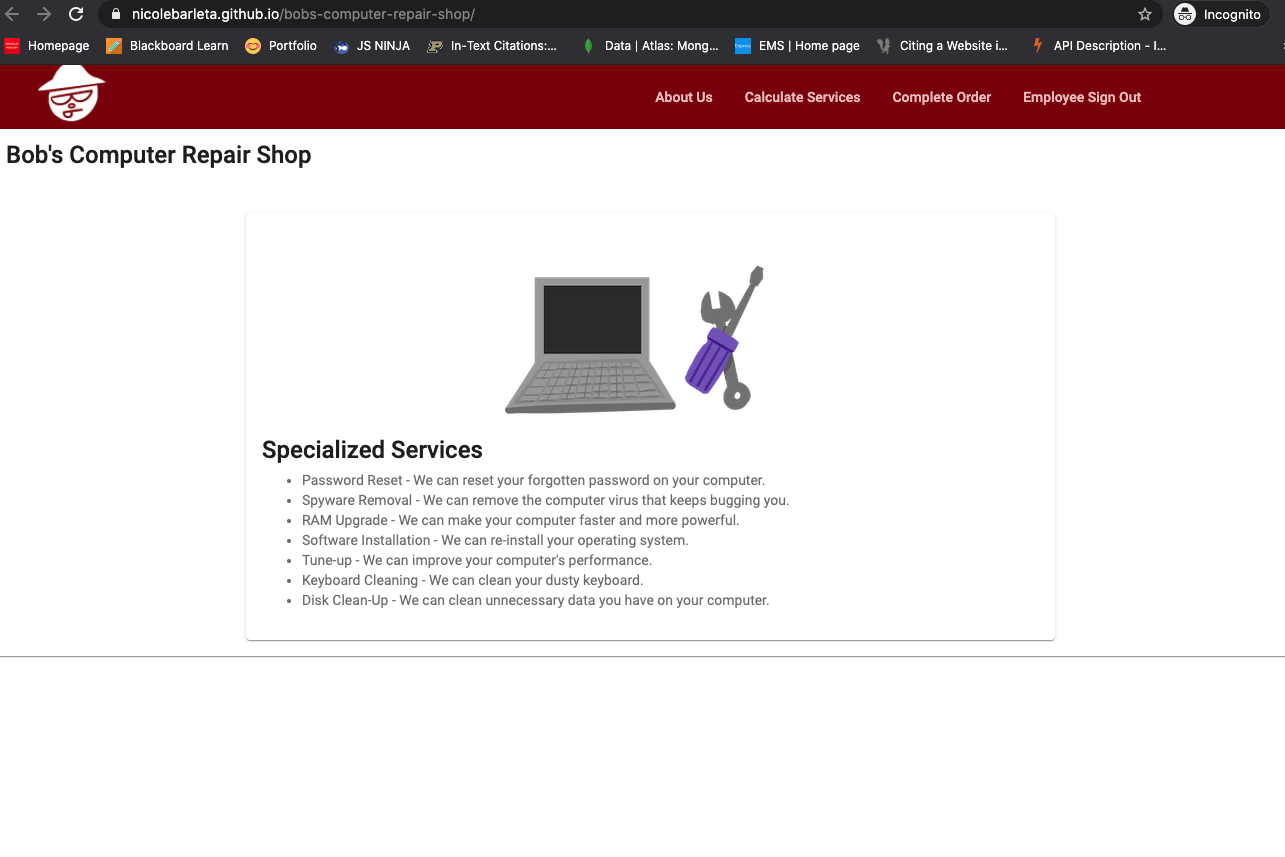 nicolebarleta.github.io/bobs-computer-repair-shop/
Incognito
Homepage Blackboard Learn Portfolio JS NINJA In-Text Citations:... Data | Atlas: Mong... EMS | Home page Citing a Website i... API Description - I...
About Us Calculate Services Complete Order Employee Sign Out
Bob's Computer Repair Shop
Specialized Services
• Password Reset - We can reset your forgotten password on your computer.
• Spyware Removal - We can remove the computer virus that keeps bugging you.
• RAM Upgrade - We can make your computer faster and more powerful.
• Software Installation - We can re-install your operating system.
• Tune-up - We can improve your computer's performance.
• Keyboard Cleaning - We can clean your dusty keyboard.
• Disk Clean-Up - We can clean unnecessary data you have on your computer.